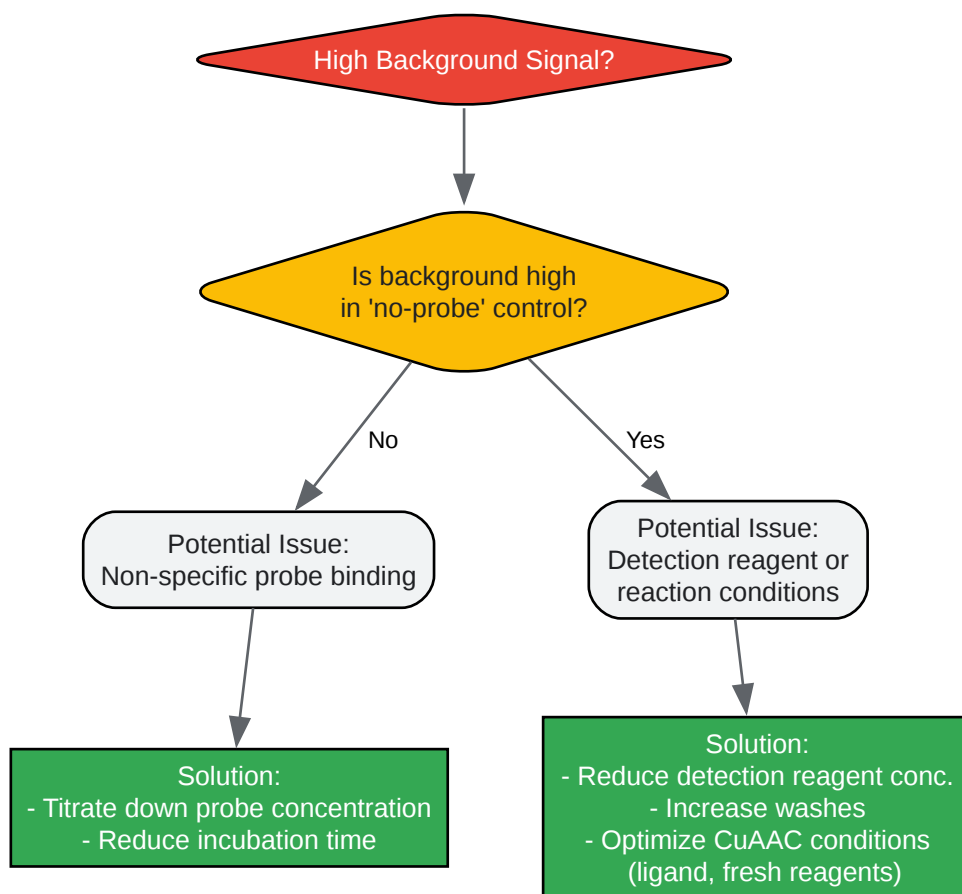 High Background Signal?
Is background high
in 'no-probe' control?
No
Yes
Potential Issue:
Non-specific probe binding
Potential Issue:
Detection reagent or
reaction conditions
Solution:
- Titrate down probe concentration
- Reduce incubation time
Solution:
- Reduce detection reagent conc.
- Increase washes
- Optimize CuAAC conditions
(ligand, fresh reagents)